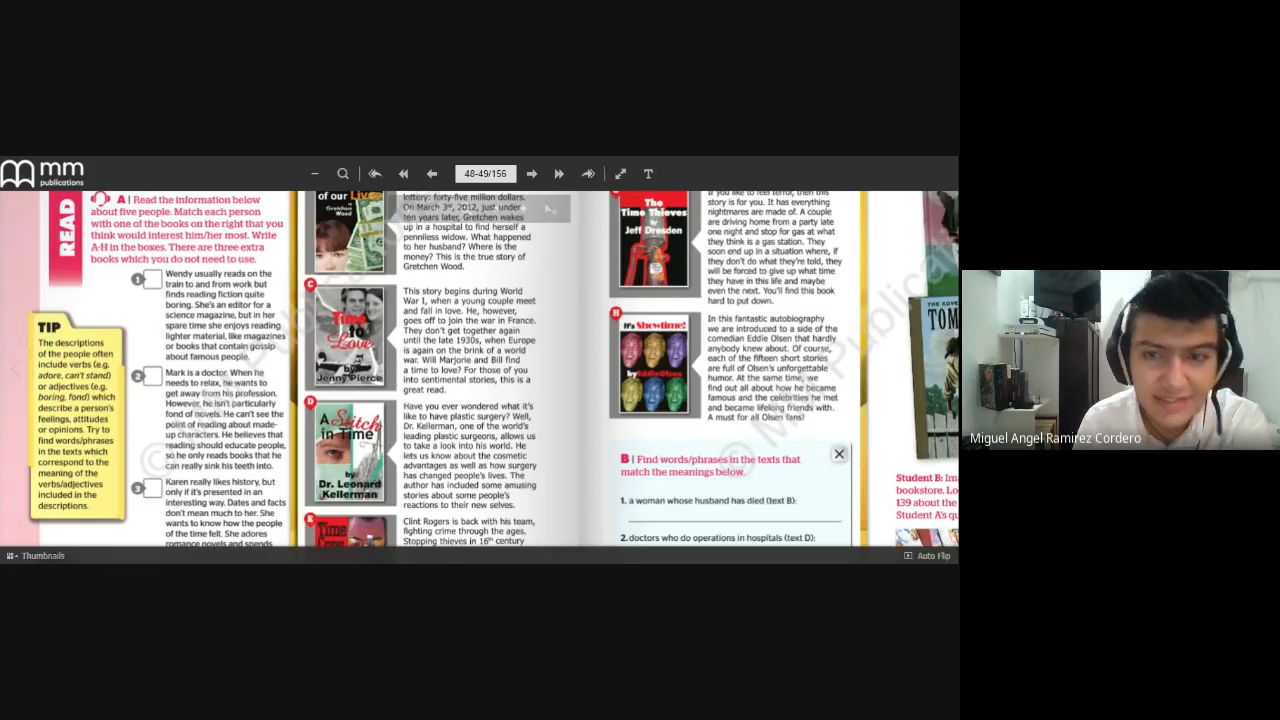 mm
publications
48-49/156
READ
A | Read the information below
about five people. Match each person
with one of the books on the right that you
think would interest him/her most. Write
A-H in the boxes. There are three extra
books which you do not need to use.
1
Wendy usually reads on the
train to and from work but
finds reading fiction quite
boring. She's an editor for a
science magazine, but in her
spare time she enjoys reading
lighter material, like magazines
or books that contain gossip
about famous people.
2
Mark is a doctor. When he
needs to relax, he wants to
get away from his profession.
However, he isn't particularly
fond of novels. He can't see the
point of reading about made-
up characters. He believes that
reading should educate people,
so he only reads books that he
can really sink his teeth into.
3
Karen really likes history, but
only if it's presented in an
interesting way. Dates and facts
don't mean much to her. She
wants to know how the people
of the time felt. She adores
romance novels and spends
TIP
The descriptions
of the people often
include verbs (e.g.
adore, can't stand)
or adjectives (e.g.
boring, fond) which
describe a person's
feelings, attitudes
or opinions. Try to
find words/phrases
in the texts which
correspond to the
meaning of the
verbs/adjectives
included in the
descriptions.
of our Lives
Gretchen
Wood
lottery: forty-five million dollars.
On March 3rd, 2012, just under
ten years later, Gretchen wakes
up in a hospital to find herself a
penniless widow. What happened
to her husband? Where is the
money? This is the true story of
Gretchen Wood.
C
Time
to
Love
by
Jenny Pierce
This story begins during World
War I, when a young couple meet
and fall in love. He, however,
goes off to join the war in France.
They don't get together again
until the late 1930s, when Europe
is again on the brink of a world
war. Will Marjorie and Bill find
a time to love? For those of you
into sentimental stories, this is a
great read.
D
A Stitch
in Time
by
Dr. Leonard
Kellerman
Have you ever wondered what it's
like to have plastic surgery? Well,
Dr. Kellerman, one of the world's
leading plastic surgeons, allows us
to take a look into his world. He
lets us know about the cosmetic
advantages as well as how surgery
has changed people's lives. The
author has included some amusing
stories about some people's
reactions to their new selves.
E
Time
Cops
Clint Rogers is back with his team,
fighting crime through the ages.
Stopping thieves in 16th century
The
Time Thieves
by
Jeff Dresden
If you like to feel terror, then this
story is for you. It has everything
nightmares are made of. A couple
are driving home from a party late
one night and stop for gas at what
they think is a gas station. They
soon end up in a situation where, if
they don't do what they're told, they
will be forced to give up what time
they have in this life and maybe
even the next. You'll find this book
hard to put down.
H
It's Showtime!
by Eddie Olsen
In this fantastic autobiography
we are introduced to a side of the
comedian Eddie Olsen that hardly
anybody knew about. Of course,
each of the fifteen short stories
are full of Olsen's unforgettable
humor. At the same time, we
find out all about how he became
famous and the celebrities he met
and became lifelong friends with.
A must for all Olsen fans!
B | Find words/phrases in the texts that
match the meanings below.
1. a woman whose husband has died (text B):
2. doctors who do operations in hospitals (text D):
THE ADVE
TOM
Student B: Im
bookstore. Lo
139 about the
Student A's qu
Thumbnails
Auto Flip
Miguel Angel Ramirez Cordero